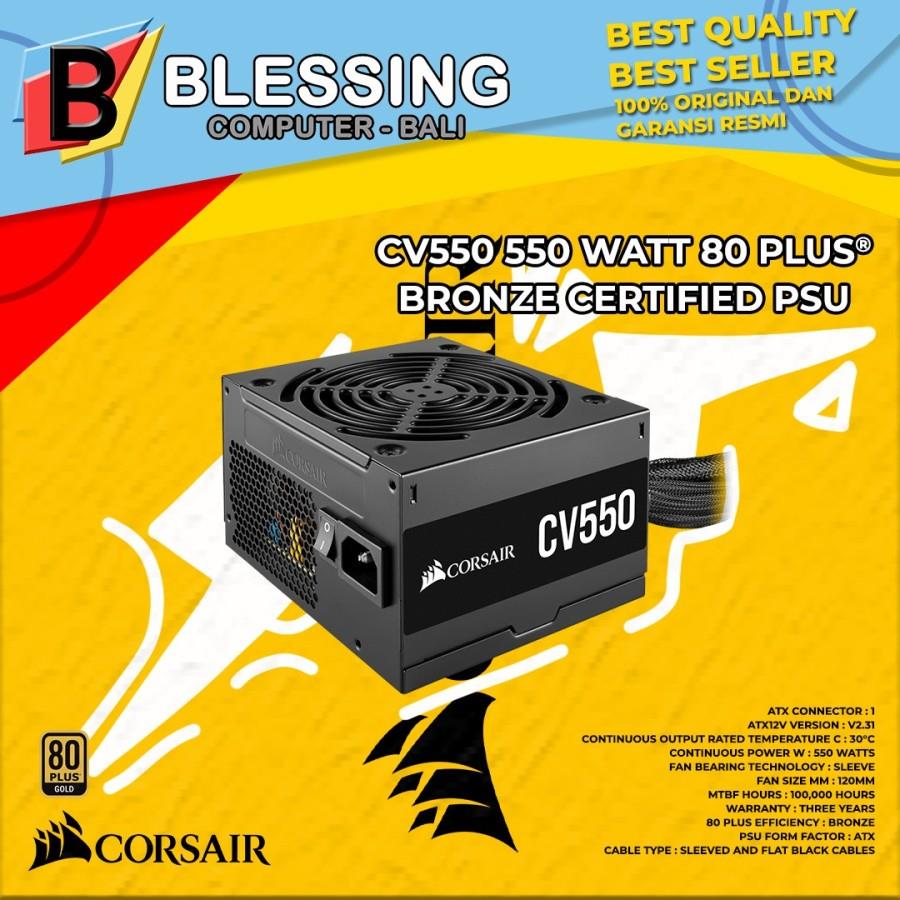 B
BLESSING
COMPUTER - BALI
BEST QUALITY
BEST SELLER
100% ORIGINAL DAN
GARANSI RESMI
CV550 550 WATT 80 PLUS®
BRONZE CERTIFIED PSU
CORSAIR
CORSAIR
CV550
ATX CONNECTOR : 1
ATX12V VERSION : V2.31
CONTINUOUS OUTPUT RATED TEMPERATURE C : 30°C
CONTINUOUS POWER W : 550 WATTS
FAN BEARING TECHNOLOGY : SLEEVE
FAN SIZE MM : 120MM
MTBF HOURS : 100,000 HOURS
WARRANTY : THREE YEARS
80 PLUS EFFICIENCY : BRONZE
PSU FORM FACTOR : ATX
CABLE TYPE : SLEEVED AND FLAT BLACK CABLES
80
PLUS
GOLD
CORSAIR